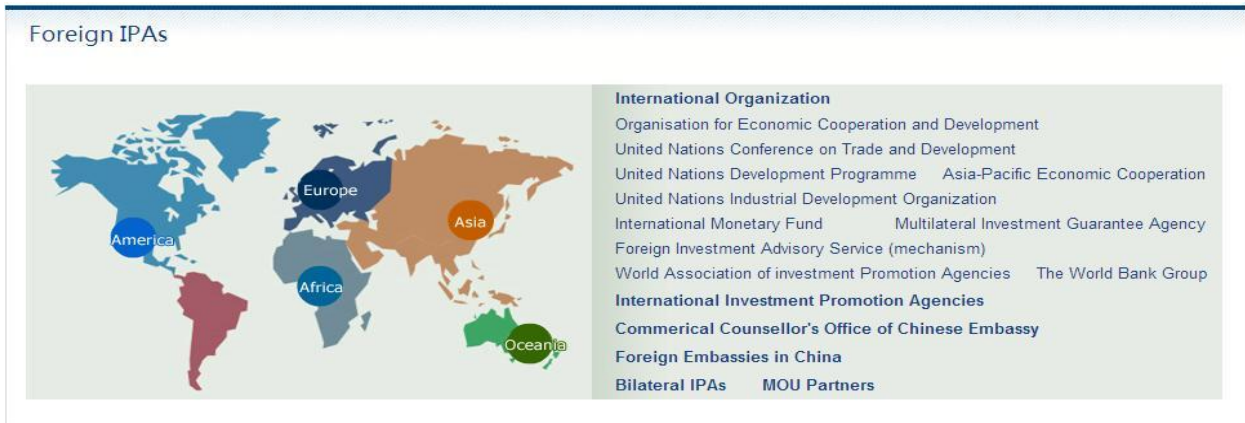 Foreign IPAs
Europe
Asia
America
Africa
Oceania
International Organization
Organisation for Economic Cooperation and Development
United Nations Conference on Trade and Development
United Nations Development Programme Asia-Pacific Economic Cooperation
United Nations Industrial Development Organization
International Monetary Fund Multilateral Investment Guarantee Agency
Foreign Investment Advisory Service (mechanism)
World Association of investment Promotion Agencies The World Bank Group
International Investment Promotion Agencies
Commerical Counsellor's Office of Chinese Embassy
Foreign Embassies in China
Bilateral IPAs MOU Partners